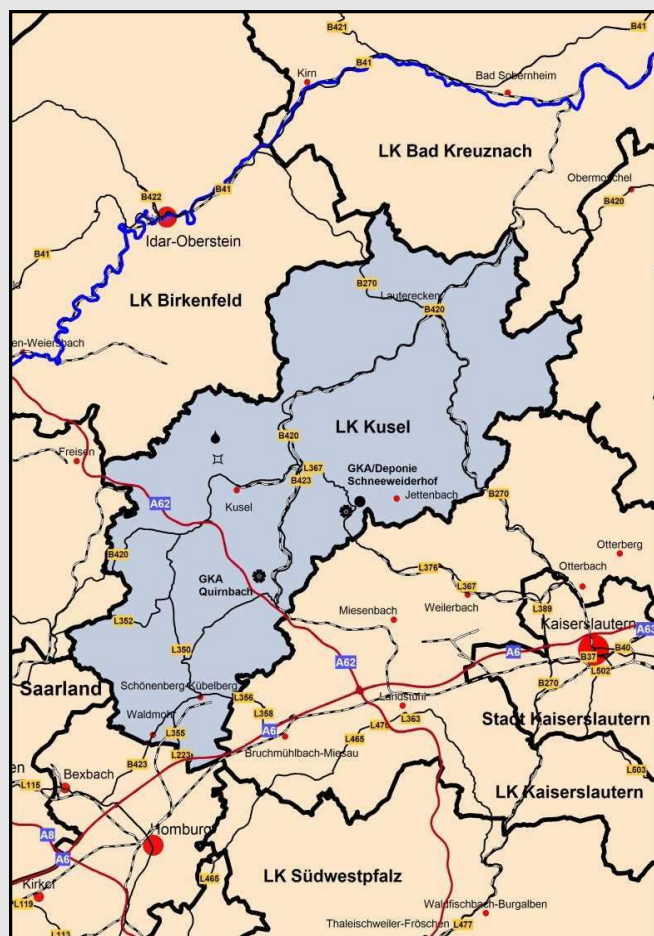 B421
B41
B41
Kirn
Bad Sobernheim
LK Bad Kreuznach
B422
B41
Obermoschel
B420
Idar-Oberstein
B41
LK Birkenfeld
B270
Lauterecken
B420
en-Weiersbach
B420
LK Kusel
Freisen
L367
B423
GKA/Deponie
Schneeweiderhof
Kusel
Jettenbach
A62
B270
B420
Otterberg
L376
Otterbach
GKA
Quirnbach
L367
L389
Weilerbach
L352
Miesenbach
Kaiserslautern
A63
L350
A6
B40
B37
A62
L502
Saarland
Schönenberg-Kübelberg
B270
L356
Landstuhl
L358
L363
Stadt Kaiserslautern
Waldmohr
L355
A6
L478
L465
Bruchmühlbach-Miesau
L223
B423
en
Bexbach
L115
L503
LK Kaiserslautern
A8
Homburg
A6
L465
LK Südwestpfalz
Kirkel
L119
Waldfischbach-Burgalben
Thaleischweiler-Fröschen
L477
L113